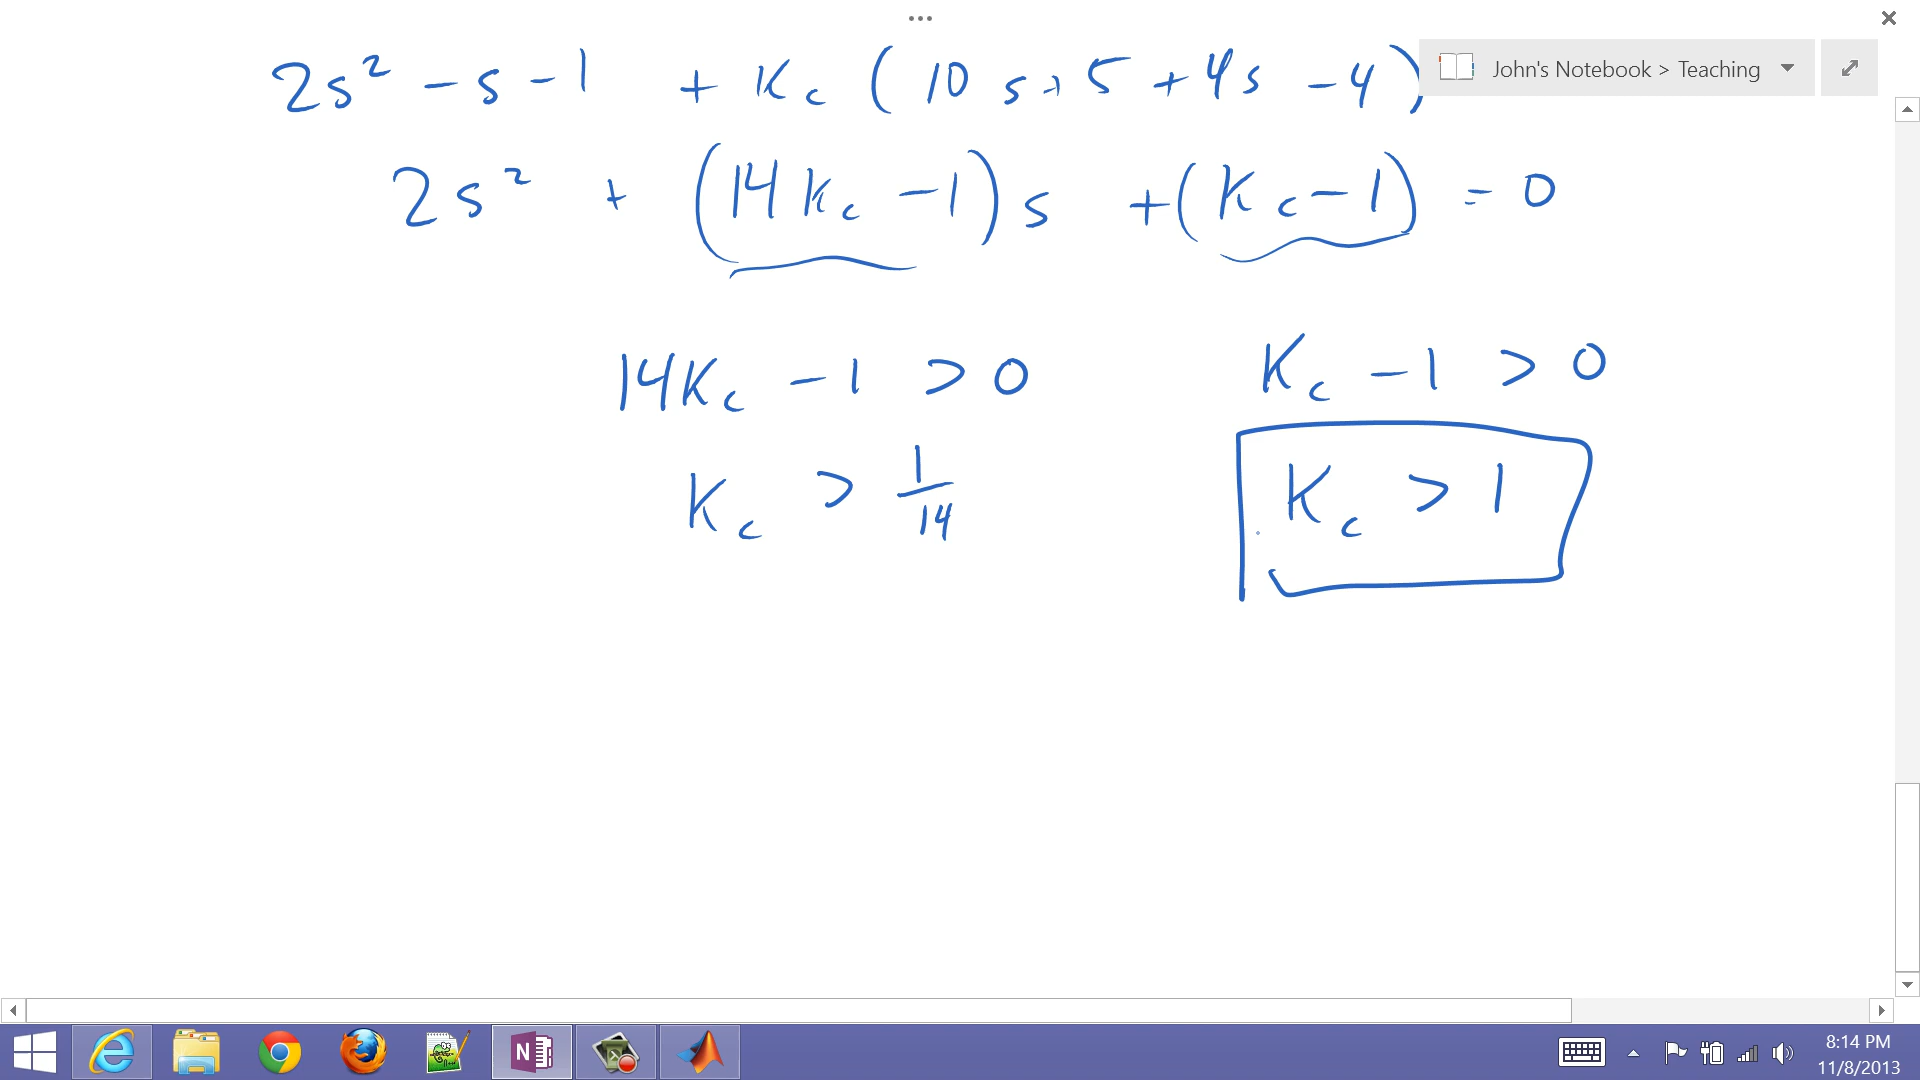 John's Notebook > Teaching
2s² - s - 1 + Kc (10 s + 5 + 4s - 4)
2s² + (14Kc - 1)s + (Kc - 1) = 0
14Kc - 1 > 0
Kc - 1 > 0
Kc > 1/14
Kc > 1
8:14 PM
11/8/2013